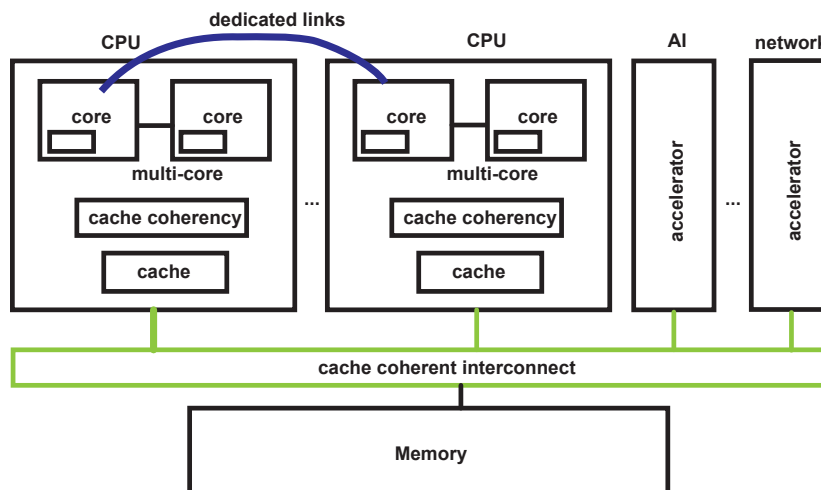 dedicated links
CPU
CPU
AI
network
core
core
core
core
multi-core
multi-core
...
...
cache coherency
cache coherency
cache
cache
accelerator
accelerator
cache coherent interconnect
Memory